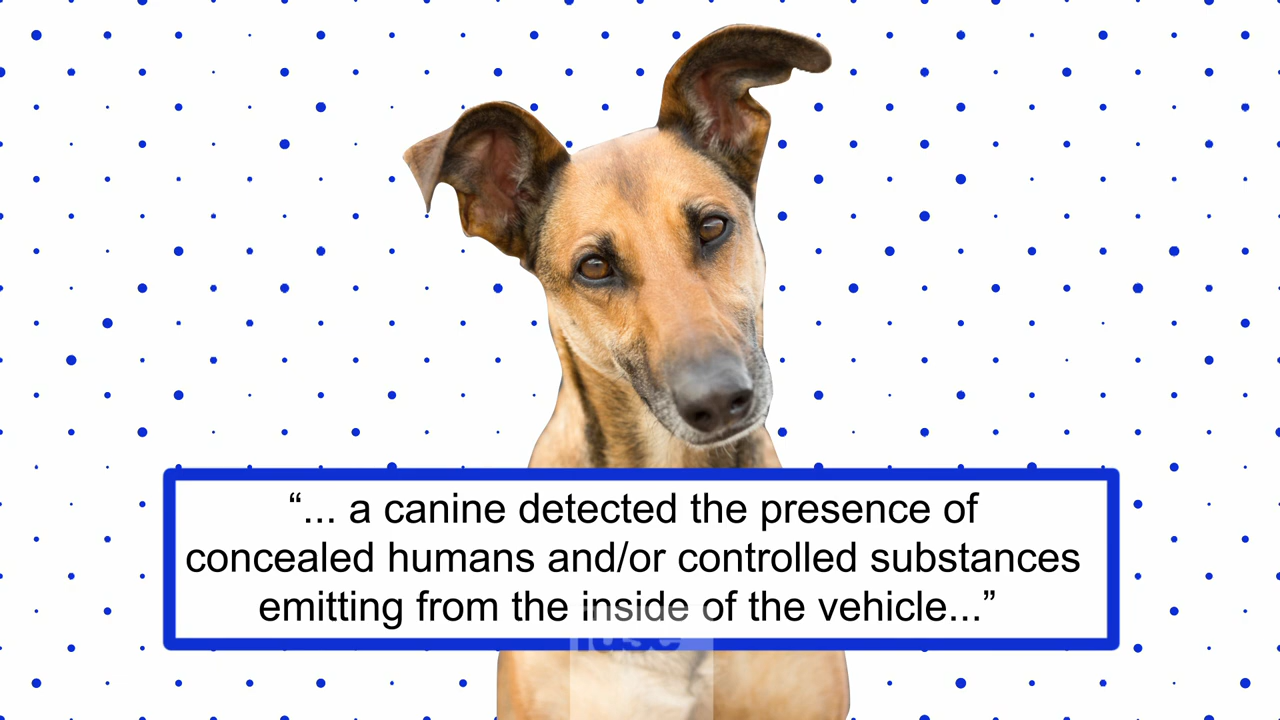 “... a canine detected the presence of
concealed humans and/or controlled substances
emitting from the inside of the vehicle...”